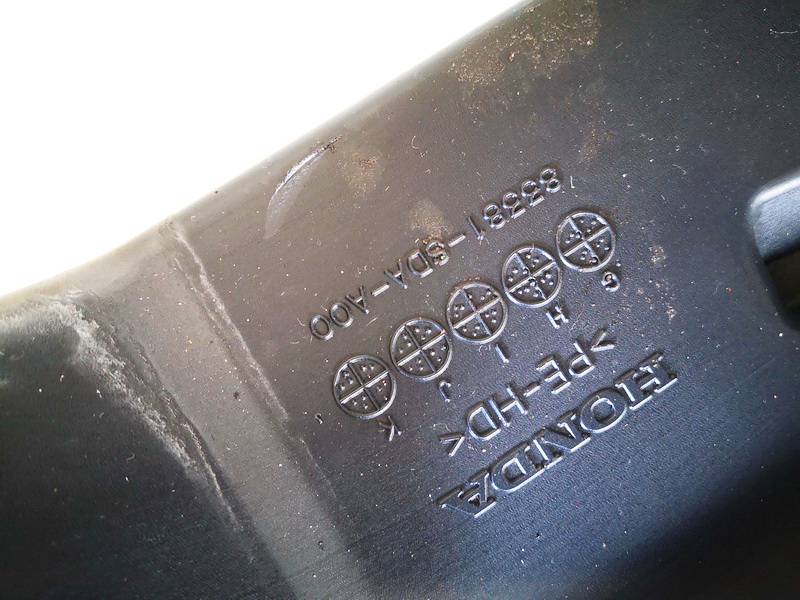 HONDA
>PE-HD<
G H I J K
83381-SDA-A00